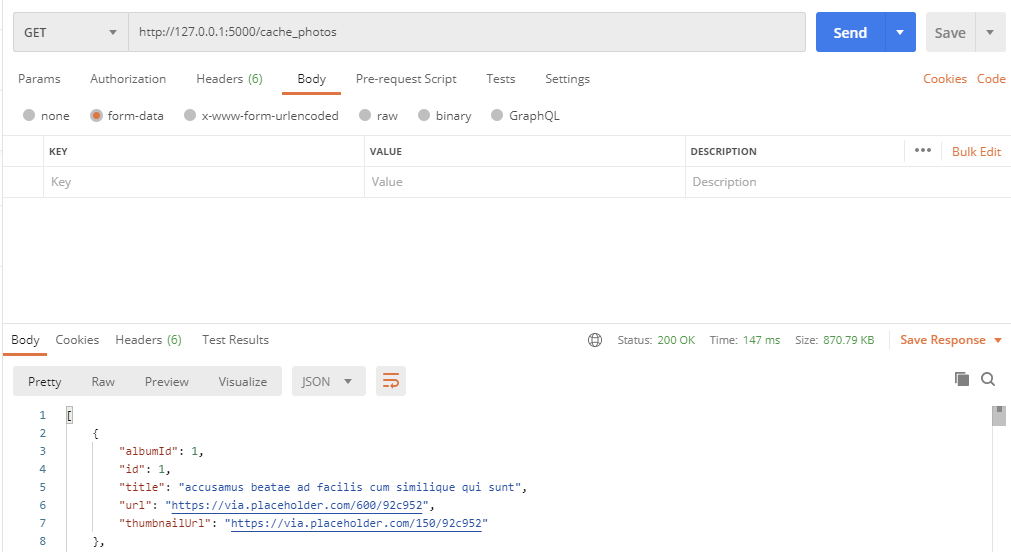 GET http://127.0.0.1:5000/cache_photos Send Save
Params Authorization Headers (6) Body Pre-request Script Tests Settings Cookies Code
none form-data x-www-form-urlencoded raw binary GraphQL
KEY VALUE DESCRIPTION ••• Bulk Edit
Key Value Description
Body Cookies Headers (6) Test Results Status: 200 OK Time: 147 ms Size: 870.79 KB Save Response
Pretty Raw Preview Visualize JSON
1 [
2 {
3 "albumId": 1,
4 "id": 1,
5 "title": "accusamus beatae ad facilis cum similique qui sunt",
6 "url": "https://via.placeholder.com/600/92c952",
7 "thumbnailUrl": "https://via.placeholder.com/150/92c952"
8 },